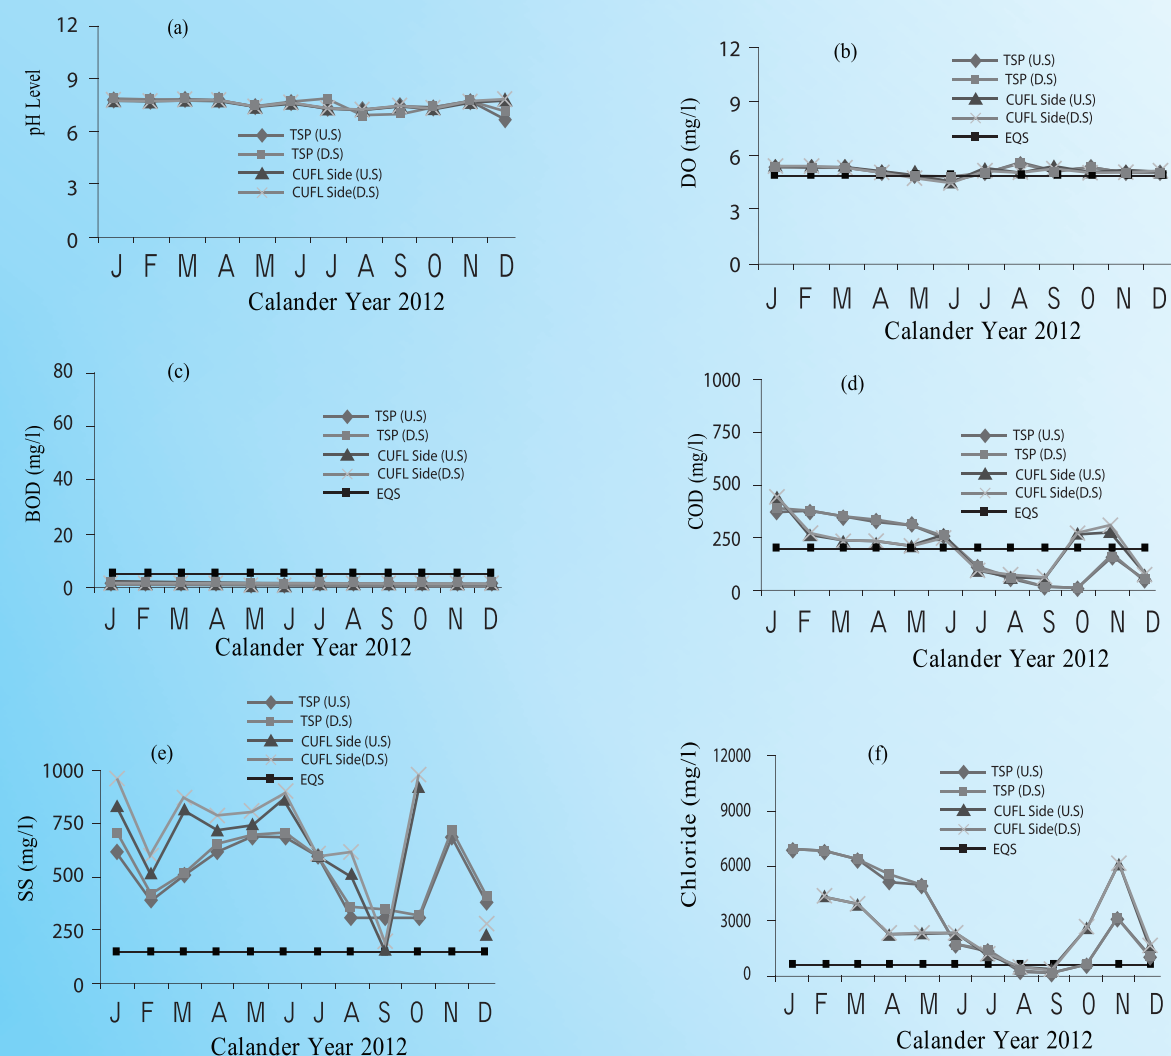 (a)
12
9
6
3
0
pH Level
TSP (U.S)
TSP (D.S)
CUFL Side (U.S)
CUFL Side(D.S)
J F M A M J J A S O N D
Calander Year 2012
(b)
12
9
6
3
0
DO (mg/l)
TSP (U.S)
TSP (D.S)
CUFL Side (U.S)
CUFL Side(D.S)
EQS
J F M A M J J A S O N D
Calander Year 2012
(c)
80
60
40
20
0
BOD (mg/l)
TSP (U.S)
TSP (D.S)
CUFL Side (U.S)
CUFL Side(D.S)
EQS
J F M A M J J A S O N D
Calander Year 2012
(d)
1000
750
500
250
0
COD (mg/l)
TSP (U.S)
TSP (D.S)
CUFL Side (U.S)
CUFL Side(D.S)
EQS
J F M A M J J A S O N D
Calander Year 2012
(e)
1000
750
500
250
0
SS (mg/l)
TSP (U.S)
TSP (D.S)
CUFL Side (U.S)
CUFL Side(D.S)
EQS
J F M A M J J A S O N D
Calander Year 2012
(f)
12000
9000
6000
3000
0
Chloride (mg/l)
TSP (U.S)
TSP (D.S)
CUFL Side (U.S)
CUFL Side(D.S)
EQS
J F M A M J J A S O N D
Calander Year 2012